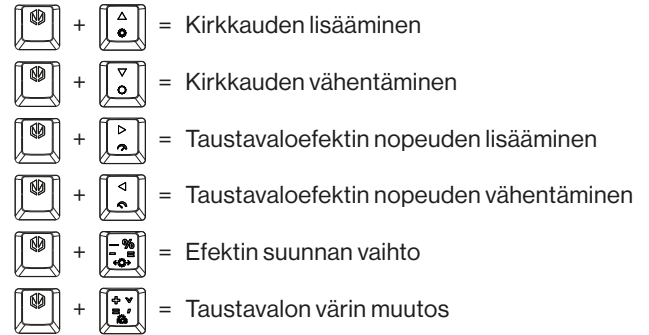 + = Kirkkauden lisääminen
+ = Kirkkauden vähentäminen
+ = Taustavaloefektin nopeuden lisääminen
+ = Taustavaloefektin nopeuden vähentäminen
+ = Efektin suunnan vaihto
+ = Taustavalon värin muutos